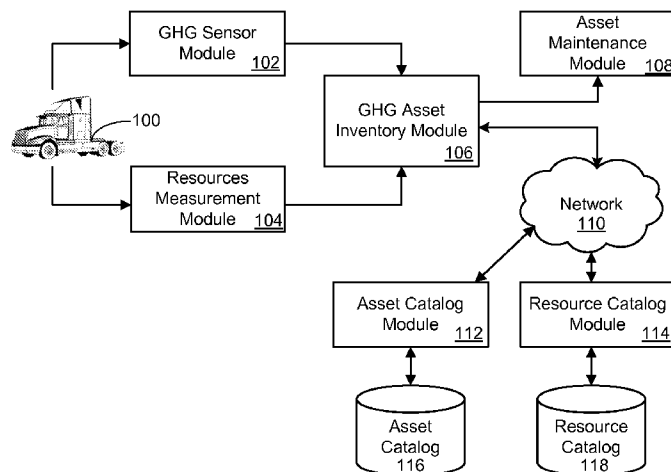 GHG Sensor
Module
102
Asset
Maintenance
Module
108
100
GHG Asset
Inventory Module
106
Resources
Measurement
Module
104
Network
110
Asset Catalog
Module
112
Resource Catalog
Module
114
Asset
Catalog
116
Resource
Catalog
118